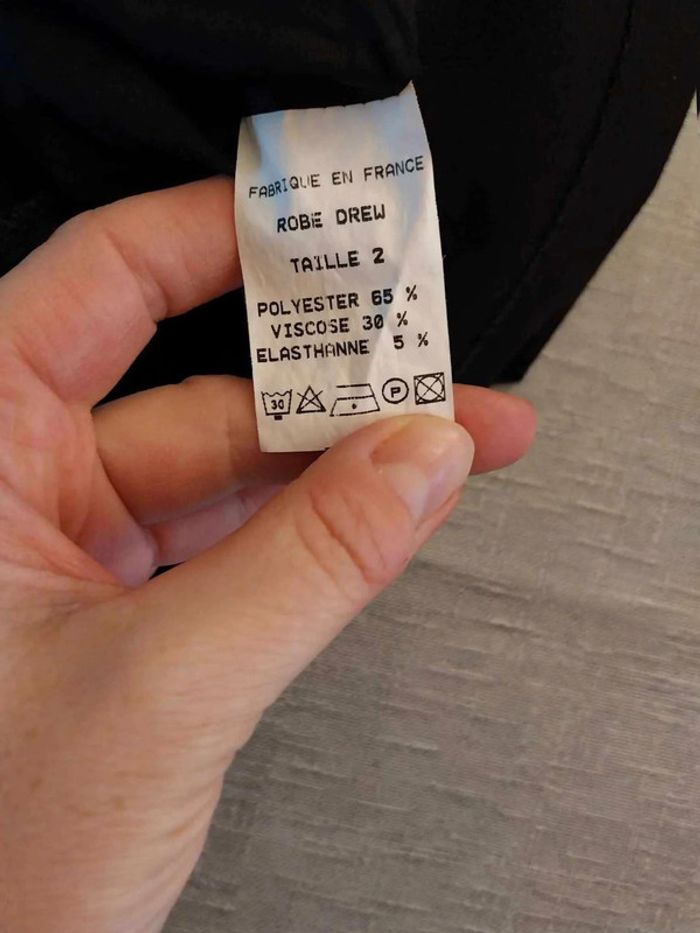 FABRIQUE EN FRANCE
ROBE DREW
TAILLE 2
POLYESTER 65 %
VISCOSE 30 %
ELASTHANNE 5 %
30 P